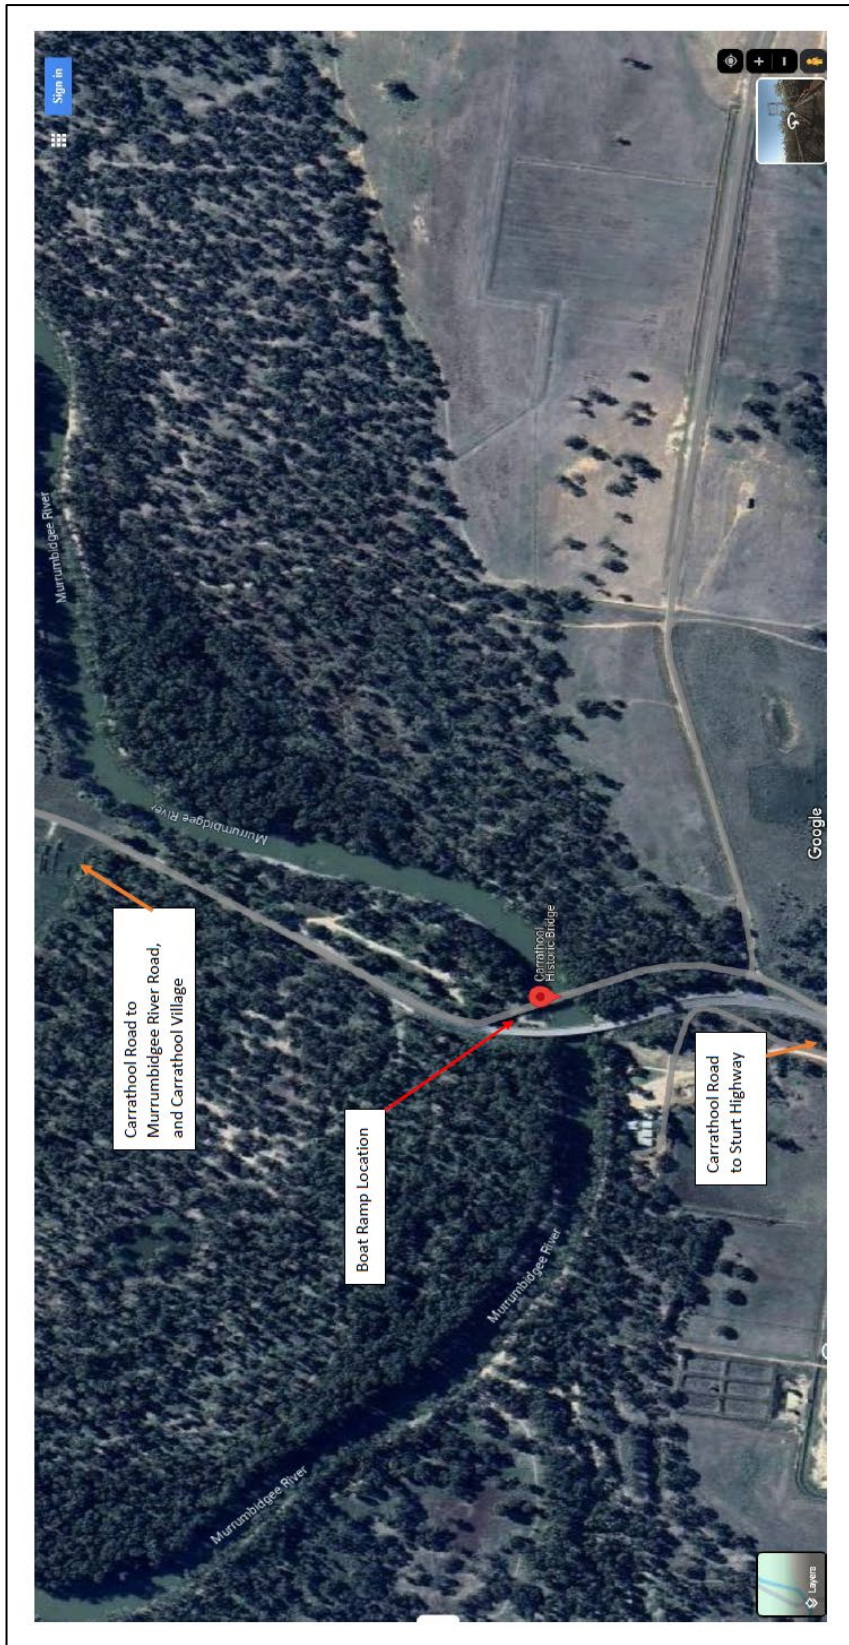 Sign in
Murrumbidgee River
Murrumbidgee River
Carrathool Road to
Murrumbidgee River Road,
and Carrathool Village
Carrathool
Historic Bridge
Boat Ramp Location
Carrathool Road
to Sturt Highway
Murrumbidgee River
Murrumbidgee River
Google
Layers